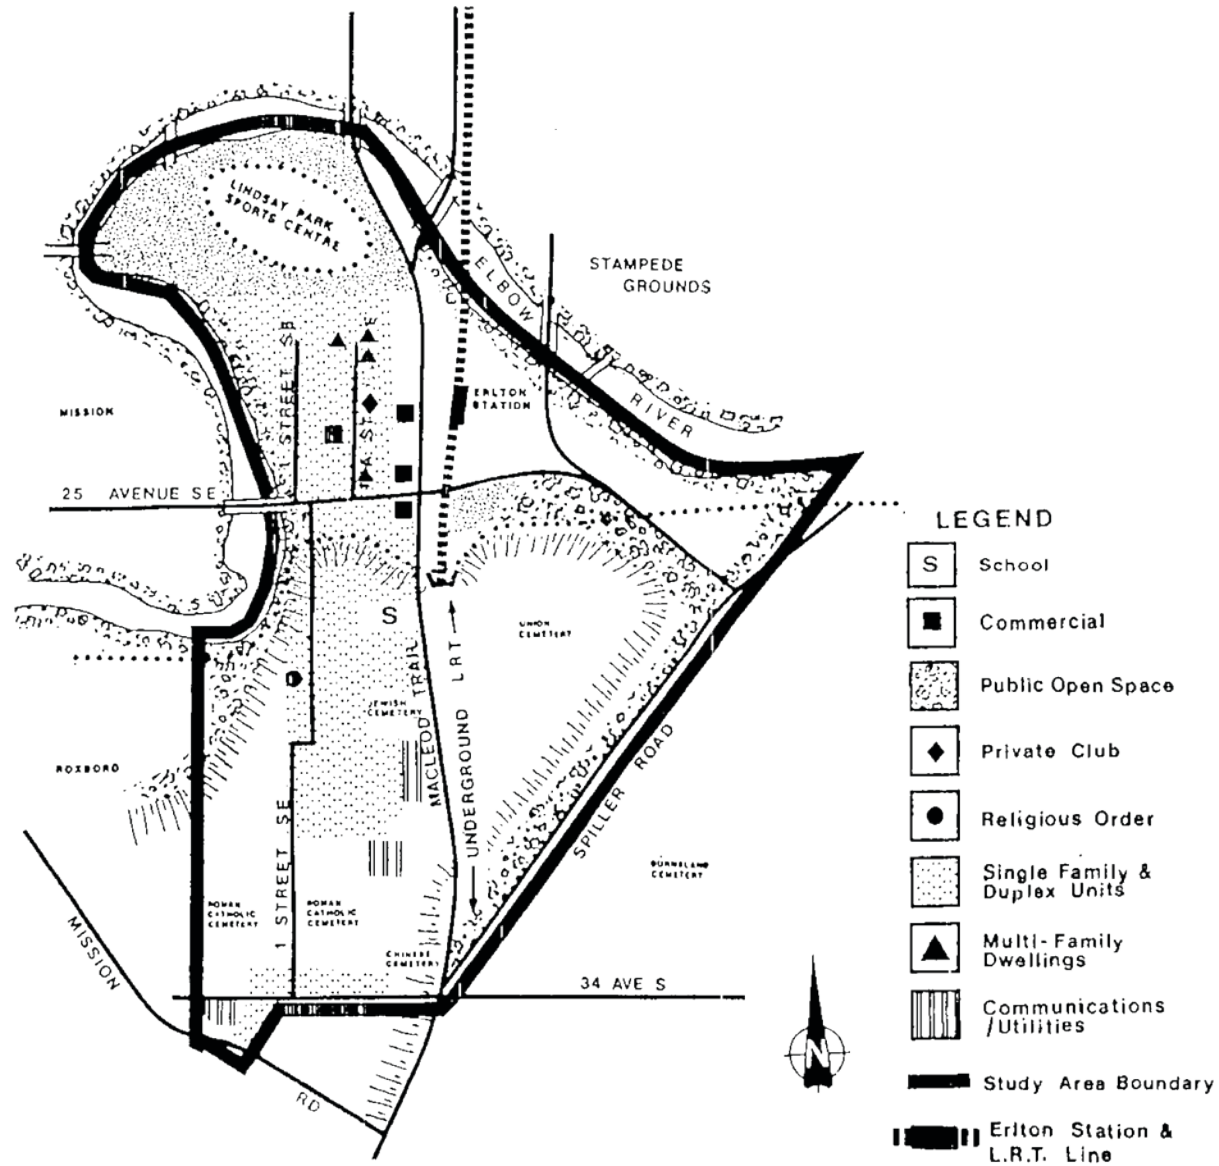 LINDSAY PARK
SPORTS CENTRE
STAMPEDE
GROUNDS
ELBOW
RIVER
MISSION
1 STREET SE
1A ST E
ERLTON
STATION
25 AVENUE SE
S
UNION
CEMETERY
JEWISH
CEMETERY
MACLEOD TRAIL
UNDERGROUND LRT
ROXBORO
SPILLER ROAD
BURNSLAND
CEMETERY
1 STREET SE
ROMAN
CATHOLIC
CEMETERY
ROMAN
CATHOLIC
CEMETERY
CHINESE
CEMETERY
MISSION
RD
34 AVE S
N
LEGEND
S School
Commercial
Public Open Space
Private Club
Religious Order
Single Family &
Duplex Units
Multi-Family
Dwellings
Communications
/Utilities
Study Area Boundary
Erlton Station &
L.R.T. Line